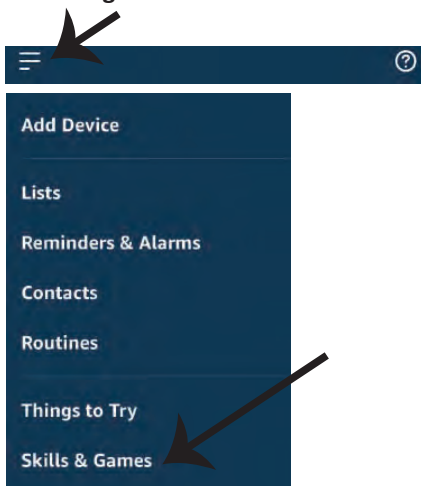 ?
Add Device
Lists
Reminders & Alarms
Contacts
Routines
Things to Try
Skills & Games